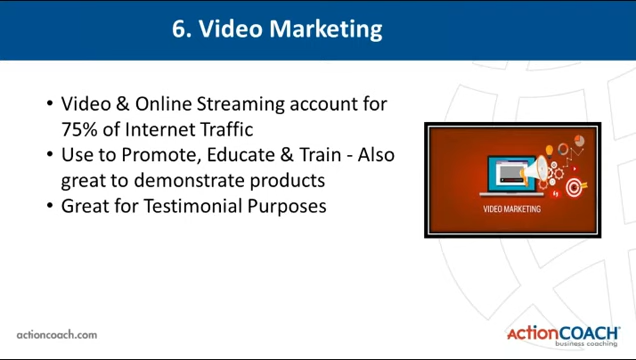 6. Video Marketing
• Video & Online Streaming account for
75% of Internet Traffic
• Use to Promote, Educate & Train - Also
great to demonstrate products
• Great for Testimonial Purposes
VIDEO MARKETING
actioncoach.com
ActionCOACH®
business coaching